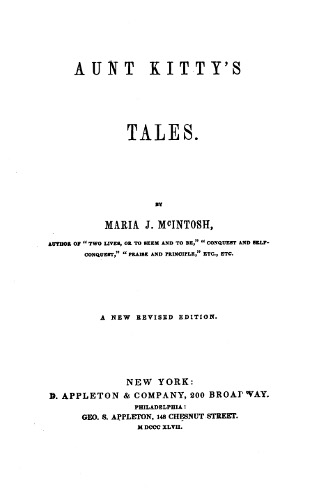 AUNT KITTY'S
TALES.
BY
MARIA J. McINTOSH,
AUTHOR OF "TWO LIVES, OR TO SEEM AND TO BE," "CONQUEST AND SELF-
CONQUEST," "PRAISE AND PRINCIPLE," ETC., ETC.
A NEW REVISED EDITION.
NEW YORK:
D. APPLETON & COMPANY, 200 BROADWAY.
PHILADELPHIA:
GEO. S. APPLETON, 148 CHESNUT STREET.
M DCCC XLVII.